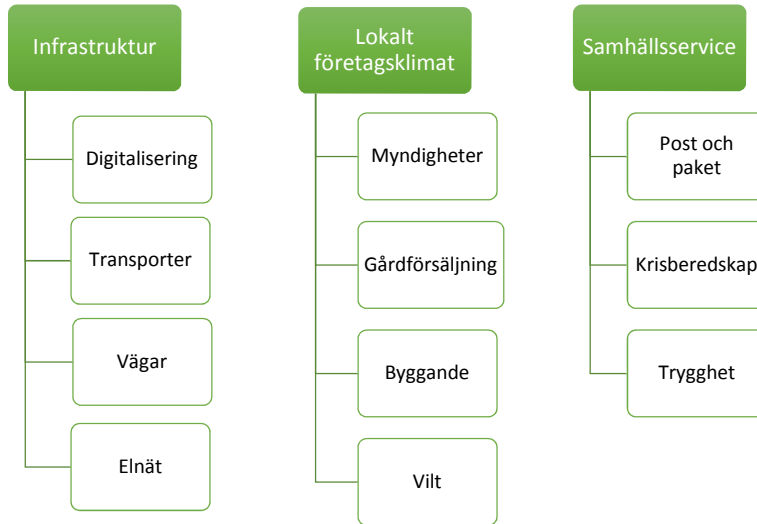 Infrastruktur
Digitalisering
Transporter
Vägar
Elnät
Lokalt
företagsklimat
Myndigheter
Gårdförsäljning
Byggande
Vilt
Samhällsservice
Post och
paket
Krisberedskap
Trygghet